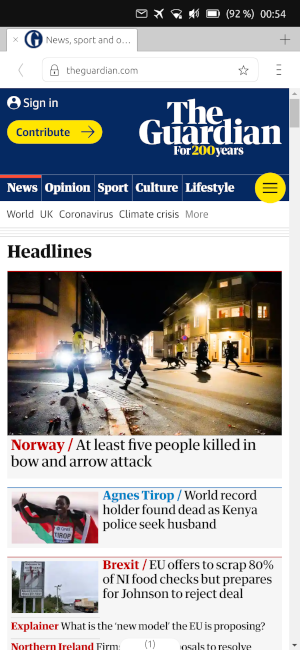 (92 %) 00:54
News, sport and o...
theguardian.com
Sign in
Contribute
The
Guardian
For 200 years
News Opinion Sport Culture Lifestyle
World UK Coronavirus Climate crisis More
Headlines
Norway / At least five people killed in
bow and arrow attack
Agnes Tirop / World record
holder found dead as Kenya
police seek husband
TIROP
Brexit / EU offers to scrap 80%
of NI food checks but prepares
for Johnson to reject deal
Explainer What is the 'new model' the EU is proposing?
Northern Ireland Firm
(1)
osals to resolve